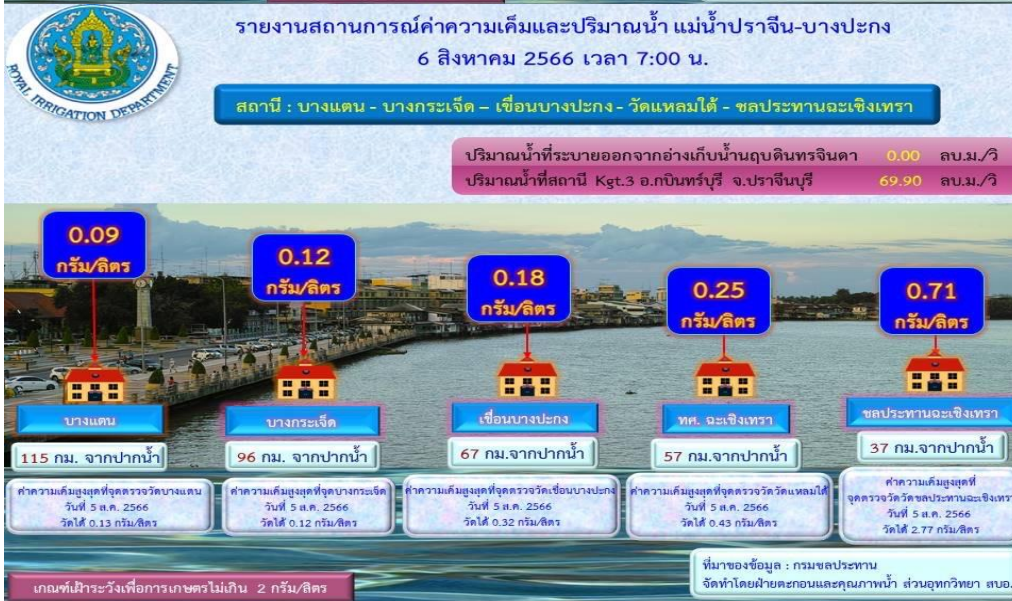 รายงานสถานการณ์ค่าความเค็มและปริมาณน้ำ แม่น้ำปราจีน-บางปะกง
6 สิงหาคม 2566 เวลา 7:00 น.
ROYAL IRRIGATION DEPARTMENT
สถานี : บางแตน - บางกระเจ็ด – เขื่อนบางปะกง - วัดแหลมใต้ - ชลประทานฉะเชิงเทรา
ปริมาณน้ำที่ระบายออกจากอ่างเก็บน้ำนฤบดินทรจินดา 0.00 ลบ.ม./วิ
ปริมาณน้ำที่สถานี Kgt.3 อ.กบินทร์บุรี จ.ปราจีนบุรี 69.90 ลบ.ม./วิ
0.09
กรัม/ลิตร
0.12
กรัม/ลิตร
0.18
กรัม/ลิตร
0.25
กรัม/ลิตร
0.71
กรัม/ลิตร
บางแตน
บางกระเจ็ด
เขื่อนบางปะกง
ทศ. ฉะเชิงเทรา
ชลประทานฉะเชิงเทรา
115 กม. จากปากน้ำ
96 กม. จากปากน้ำ
67 กม.จากปากน้ำ
57 กม.จากปากน้ำ
37 กม.จากปากน้ำ
ค่าความเค็มสูงสุดที่จุดตรวจวัดบางแตน
วันที่ 5 ส.ค. 2566
วัดได้ 0.13 กรัม/ลิตร
ค่าความเค็มสูงสุดที่จุดบางกระเจ็ด
วันที่ 5 ส.ค. 2566
วัดได้ 0.12 กรัม/ลิตร
ค่าความเค็มสูงสุดที่จุดตรวจวัดเขื่อนบางปะกง
วันที่ 5 ส.ค. 2566
วัดได้ 0.32 กรัม/ลิตร
ค่าความเค็มสูงสุดที่จุดตรวจวัดวัดแหลมใต้
วันที่ 5 ส.ค. 2566
วัดได้ 0.43 กรัม/ลิตร
ค่าความเค็มสูงสุดที่
จุดตรวจวัดวัดชลประทานฉะเชิงเทรา
วันที่ 5 ส.ค. 2566
วัดได้ 2.77 กรัม/ลิตร
เกณฑ์เฝ้าระวังเพื่อการเกษตรไม่เกิน 2 กรัม/ลิตร
ที่มาของข้อมูล : กรมชลประทาน
จัดทำโดยฝ่ายตะกอนและคุณภาพน้ำ ส่วนอุทกวิทยา สบอ.